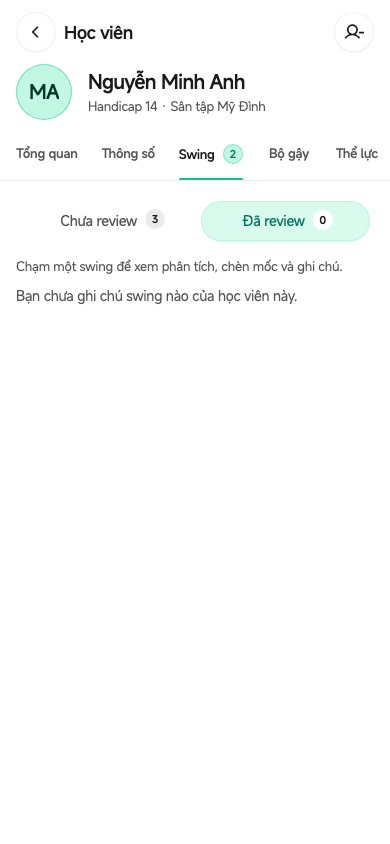 Học viên
MA
Nguyễn Minh Anh
Handicap 14 · Sân tập Mỹ Đình
Tổng quan Thông số Swing 2 Bộ gậy Thể lực
Chưa review 3 Đã review 0
Chạm một swing để xem phân tích, chèn mốc và ghi chú.
Bạn chưa ghi chú swing nào của học viên này.